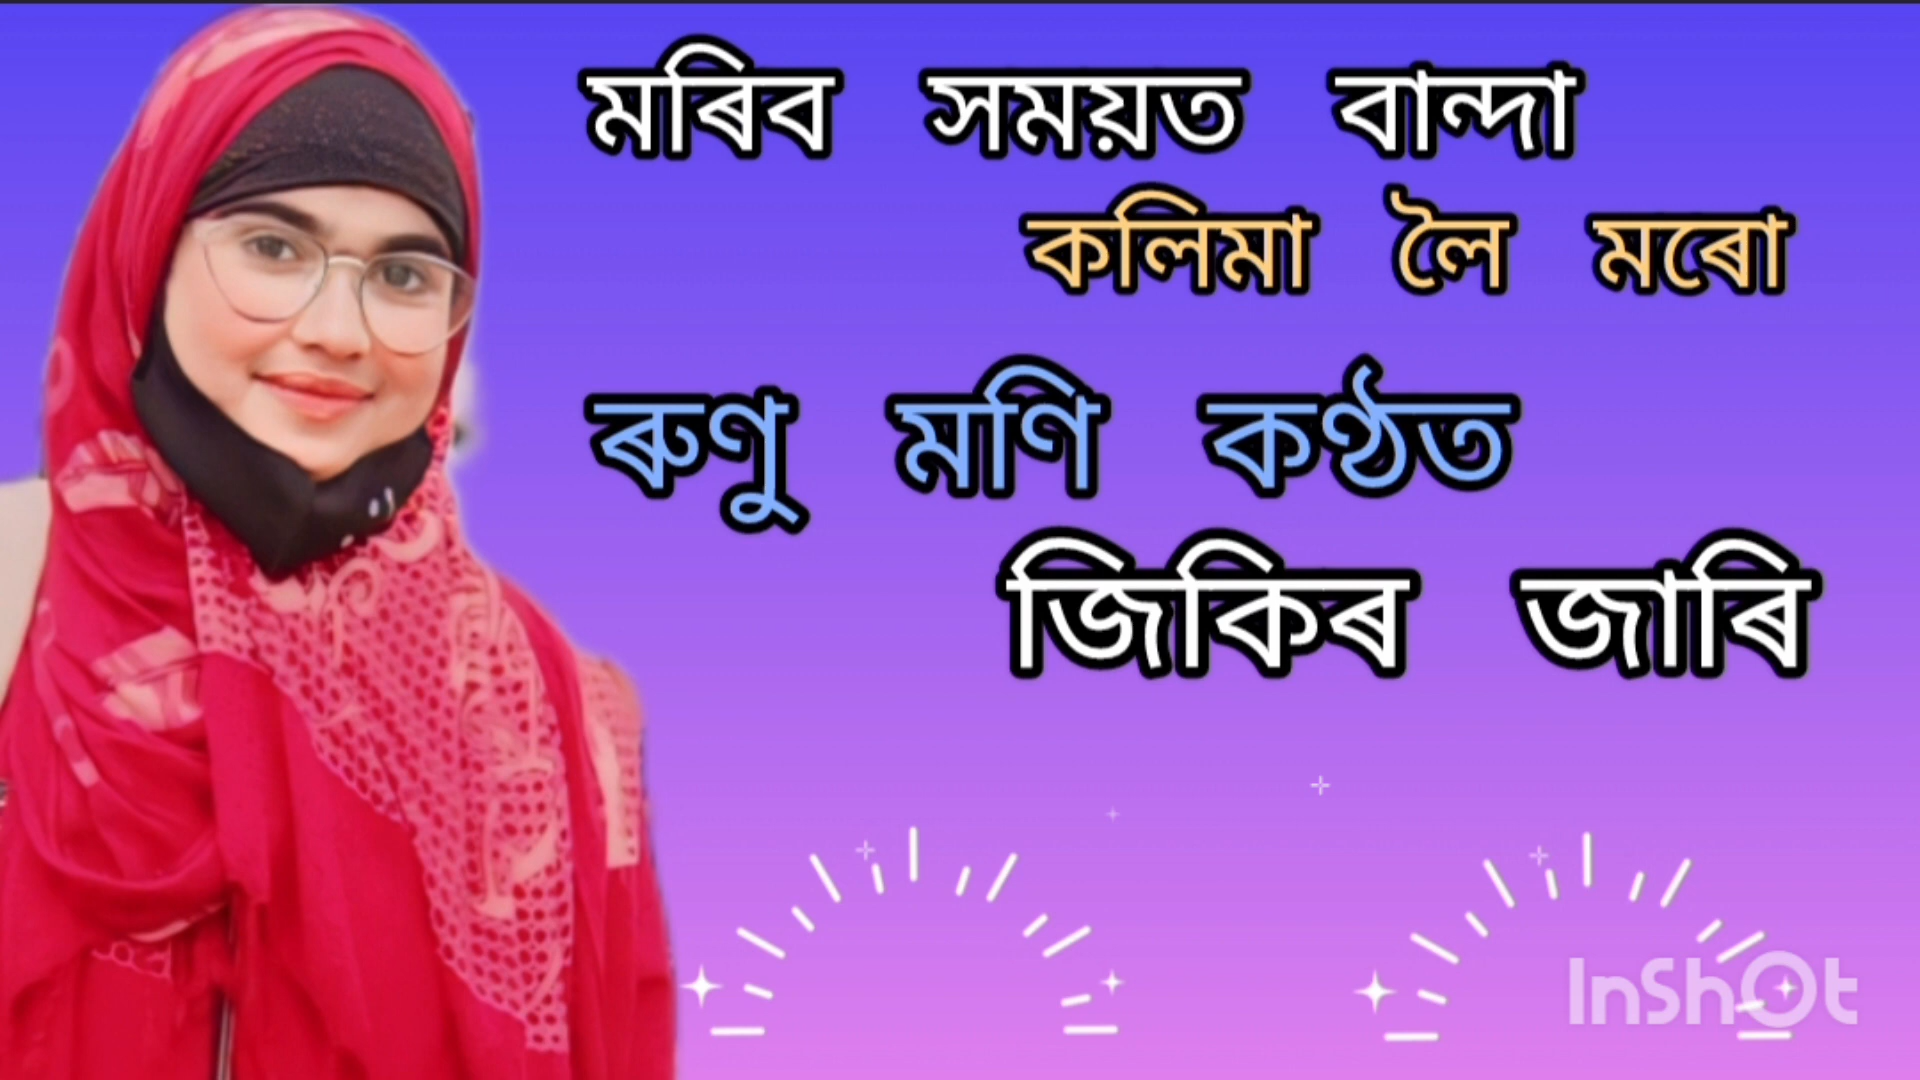 মৰিব সময়ত বান্দা
কলিমা লৈ মৰো
ৰুণু মণি কণ্ঠত
জিকিৰ জাৰি
InShOt